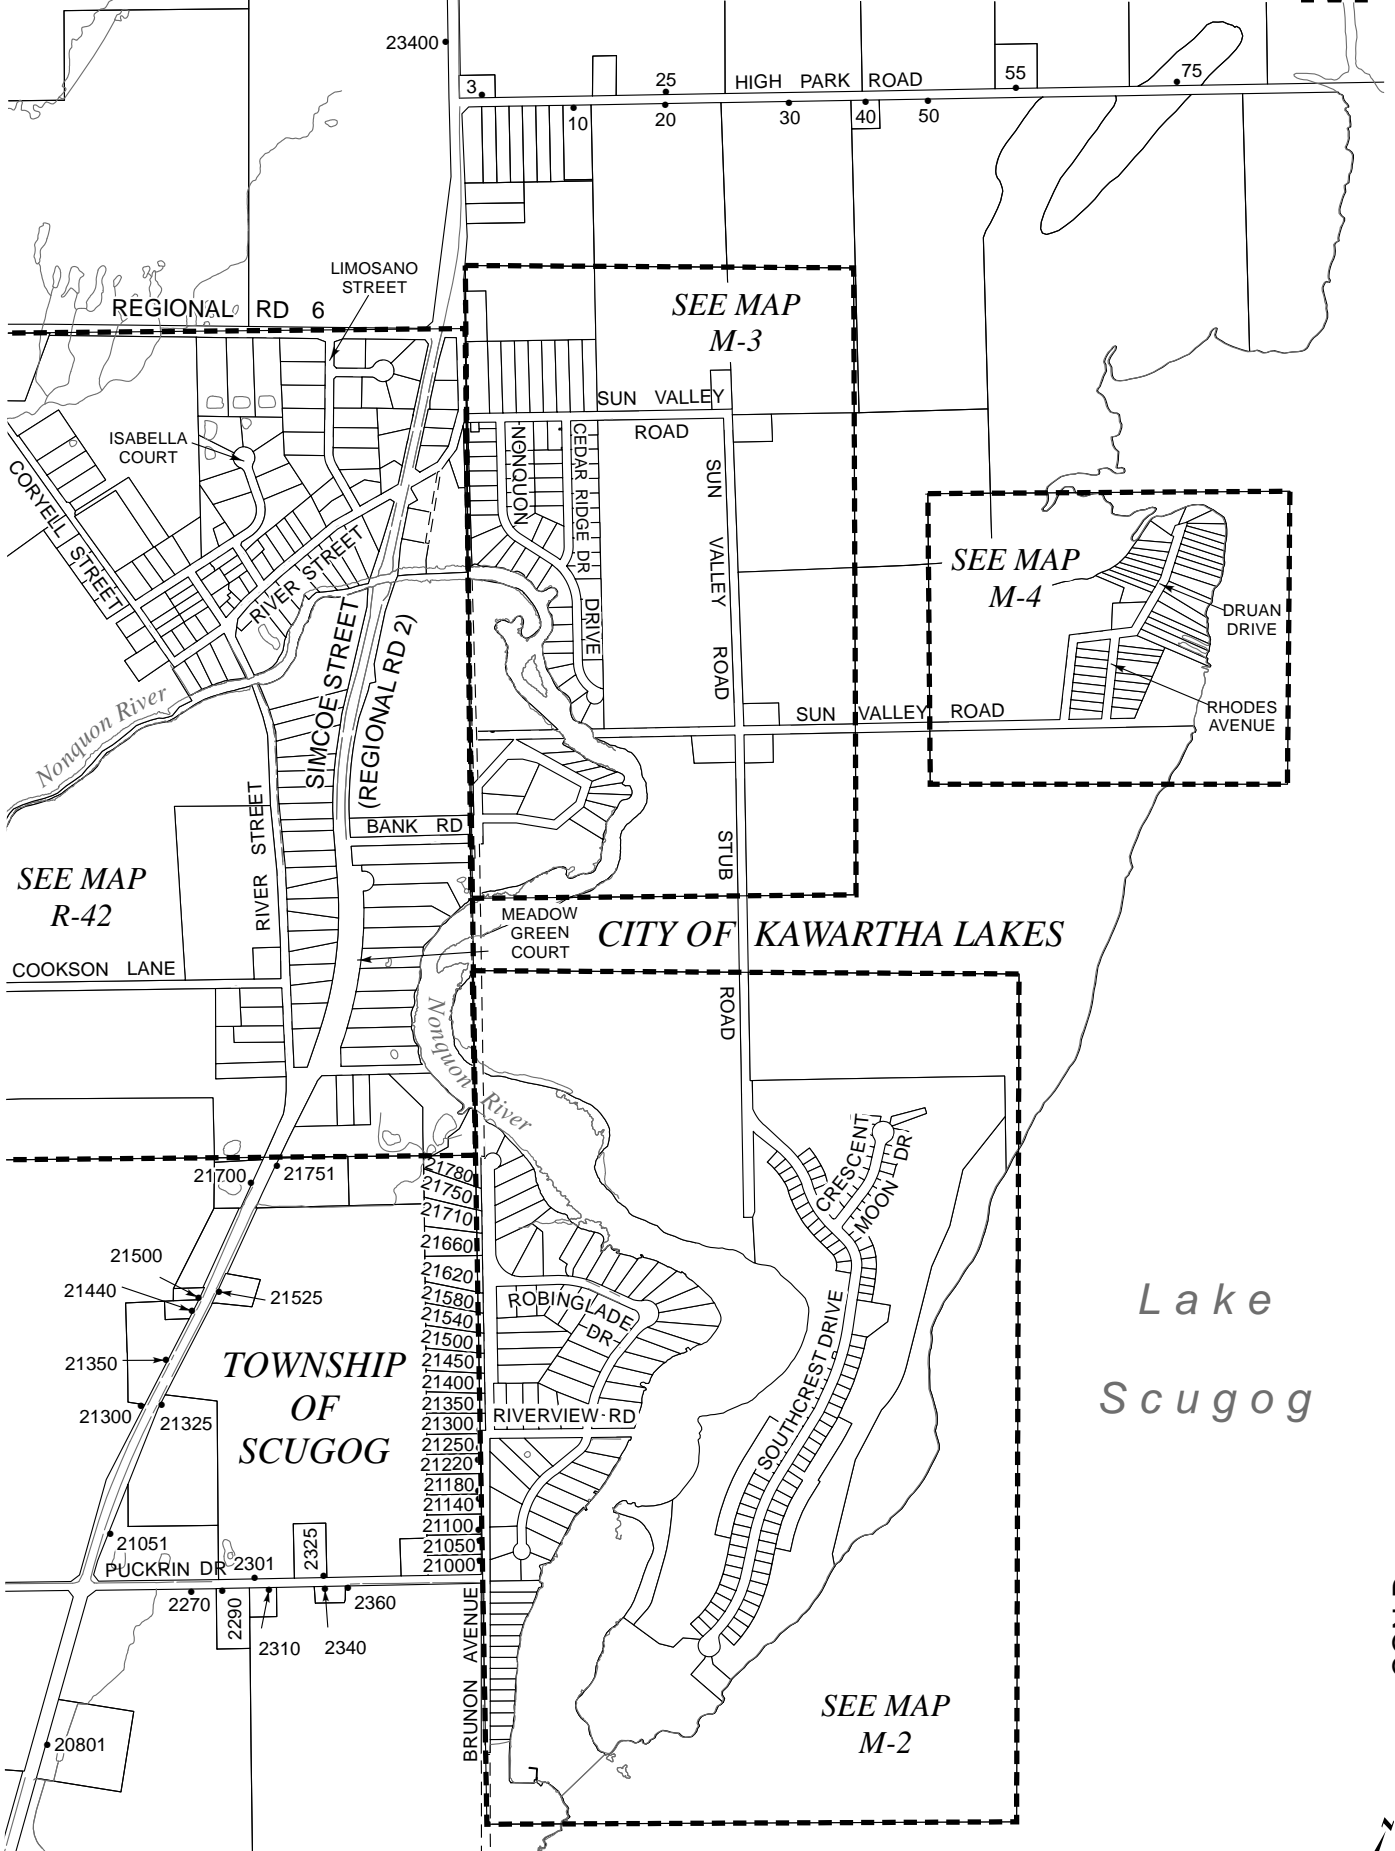 23400
3
25
HIGH PARK ROAD
55
75
10
20
30
40
50
LIMOSANO
STREET
REGIONAL RD 6
SEE MAP
M-3
SUN VALLEY
ROAD
ISABELLA
COURT
CORYELL STREET
NONQUON
DRIVE
CEDAR RIDGE DR
SUN VALLEY ROAD
RIVER STREET
SEE MAP
M-4
DRUAN
DRIVE
RHODES
AVENUE
SUN VALLEY ROAD
SIMCOE STREET
(REGIONAL RD 2)
Nonquon River
RIVER STREET
BANK RD
STUB
ROAD
SEE MAP
R-42
MEADOW
GREEN
COURT
CITY OF KAWARTHA LAKES
COOKSON LANE
Nonquon River
CRESCENT
MOON DR
21700
21751
21780
21750
21710
21660
21620
21580
21540
21500
21450
21400
21350
21300
21250
21220
21180
21140
21100
21050
21000
21500
21440
21525
21350
21300
21325
ROBINGLADE
DR
SOUTHCREST DRIVE
TOWNSHIP
OF
SCUGOG
RIVERVIEW RD
Lake
Scugog
21051
PUCKRIN DR
2301
2325
2270
2290
2310
2340
2360
BRUNON AVENUE
20801
SEE MAP
M-2